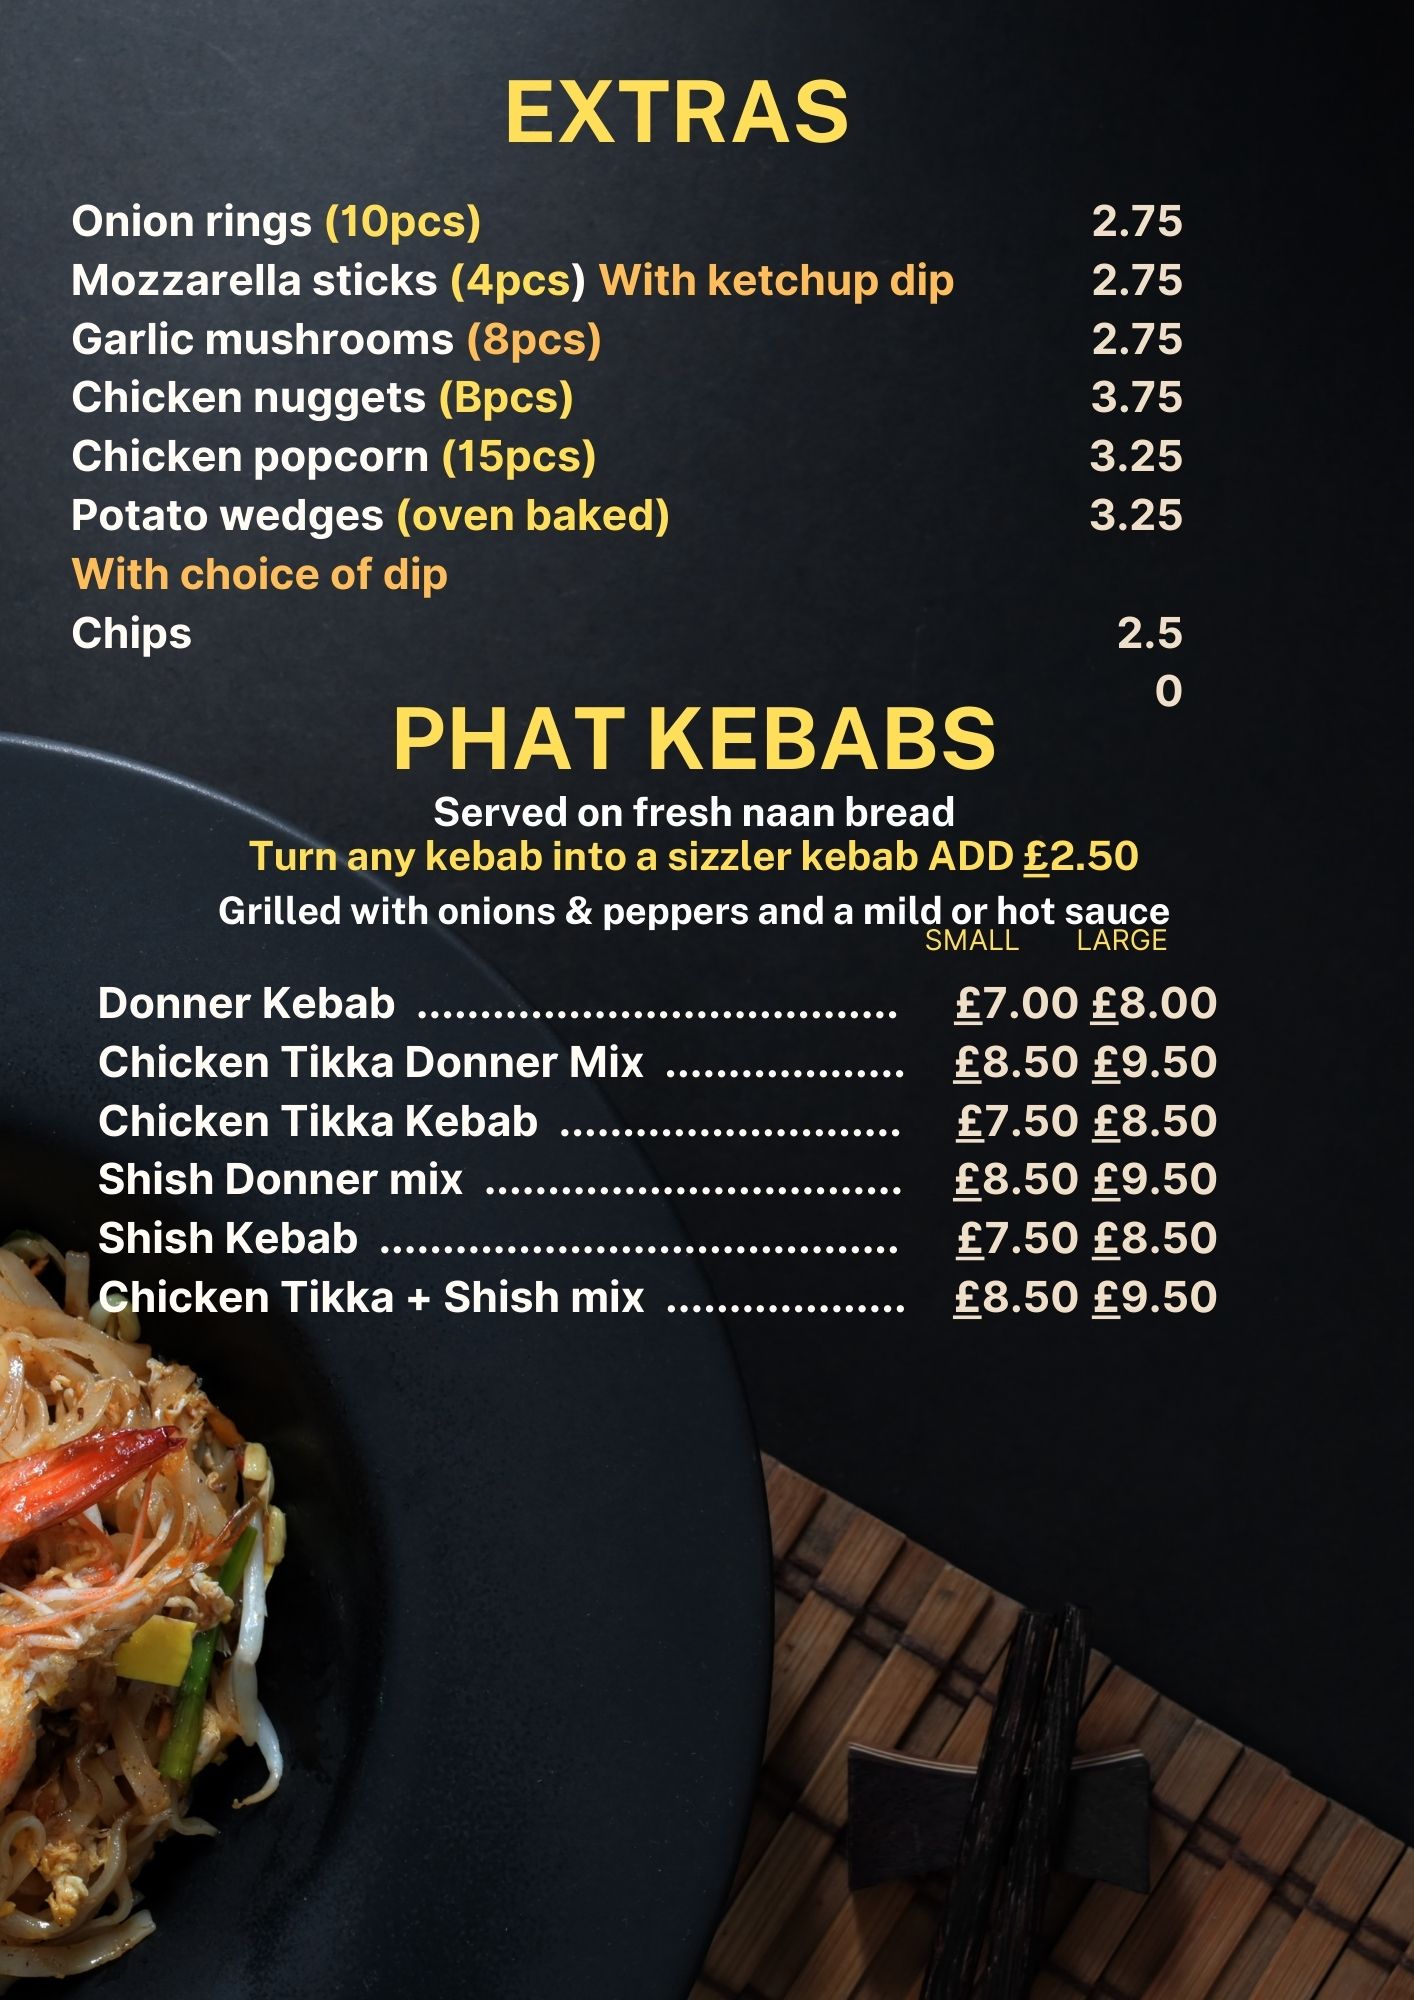 EXTRAS
Onion rings (10pcs) 2.75
Mozzarella sticks (4pcs) With ketchup dip 2.75
Garlic mushrooms (8pcs) 2.75
Chicken nuggets (Bpcs) 3.75
Chicken popcorn (15pcs) 3.25
Potato wedges (oven baked) 3.25
With choice of dip
Chips 2.5
0
PHAT KEBABS
Served on fresh naan bread
Turn any kebab into a sizzler kebab ADD £2.50
Grilled with onions & peppers and a mild or hot sauce
SMALL LARGE
Donner Kebab ...................................... £7.00 £8.00
Chicken Tikka Donner Mix ................... £8.50 £9.50
Chicken Tikka Kebab ........................... £7.50 £8.50
Shish Donner mix ................................. £8.50 £9.50
Shish Kebab ......................................... £7.50 £8.50
Chicken Tikka + Shish mix ................... £8.50 £9.50